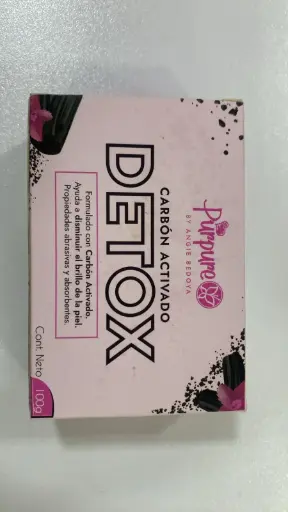 Purpure
BY ANGIE BEDOYA
CARBÓN ACTIVADO
DETOX
Formulado con Carbón Activado.
Ayuda a disminuir el brillo de la piel.
Propiedades abrasivas y absorbentes.
Cont. Neto 100g